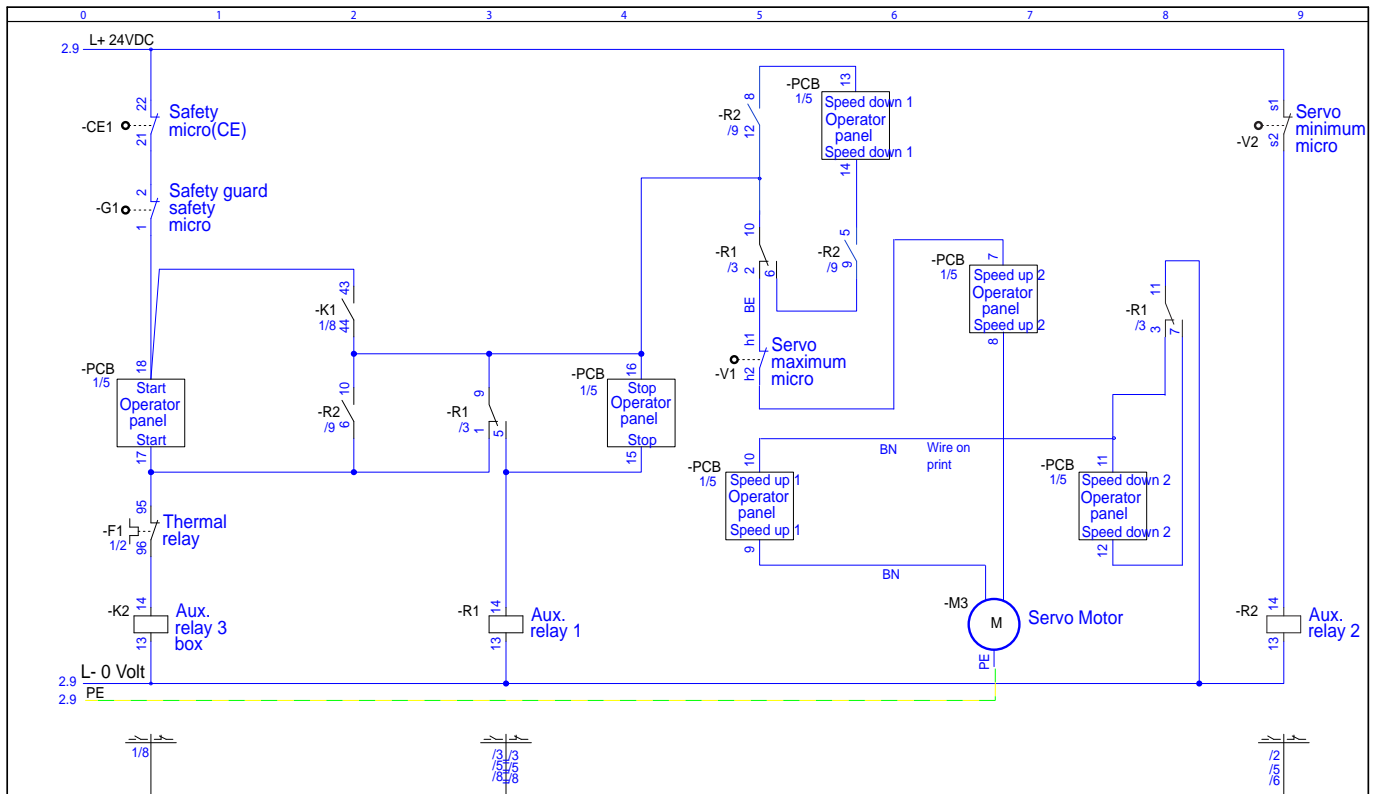 0 1 2 3 4 5 6 7 8 9
2.9 L+ 24VDC
22
-CE1
21
Safety
micro(CE)
2
-G1
1
Safety guard
safety
micro
43
-K1
1/8
44
18
-PCB
1/5
Start
Operator
panel
Start
17
10
-R2
/9
6
9
-R1
/3
1
5
16
-PCB
1/5
Stop
Operator
panel
Stop
15
8
-R2
/9
12
-PCB
1/5
13
Speed down 1
Operator
panel
Speed down 1
14
10
-R1
/3
2
6
BE
5
-R2
/9
9
h1
-V1
h2
Servo
maximum
micro
7
-PCB
1/5
Speed up 2
Operator
panel
Speed up 2
8
11
-R1
/3
3
7
s1
-V2
s2
Servo
minimum
micro
BN
Wire on
print
10
-PCB
1/5
Speed up 1
Operator
panel
Speed up 1
9
BN
11
-PCB
1/5
Speed down 2
Operator
panel
Speed down 2
12
95
-F1
1/2
96
Thermal
relay
14
-K2
13
Aux.
relay 3
box
14
-R1
13
Aux.
relay 1
-M3
M
Servo Motor
PE
14
-R2
13
Aux.
relay 2
2.9 L- 0 Volt
2.9 PE
1/8
/3 /3
/5 /5
/8 /8
/2
/5
/6